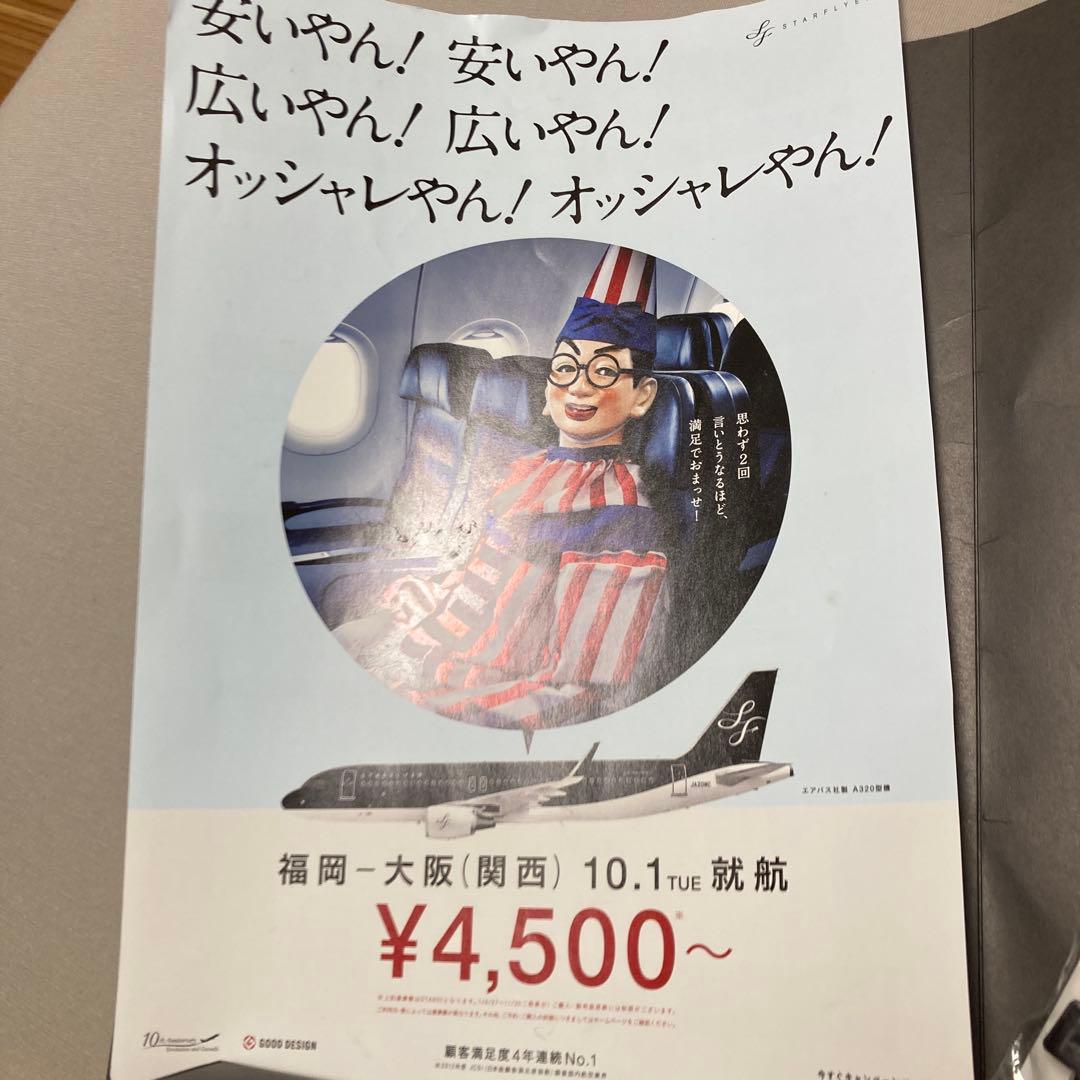 STARFLYE
安いやん! 安いやん!
広いやん! 広いやん!
オッシャレやん! オッシャレやん!
思わず2回
言いとうなるほど、
満足でおまっせ!
JA20MC
エアバス社製 A320型機
福岡−大阪(関西) 10.1TUE 就航
¥4,500※〜
10th Anniversary
GOOD DESIGN
顧客満足度4年連続No.1